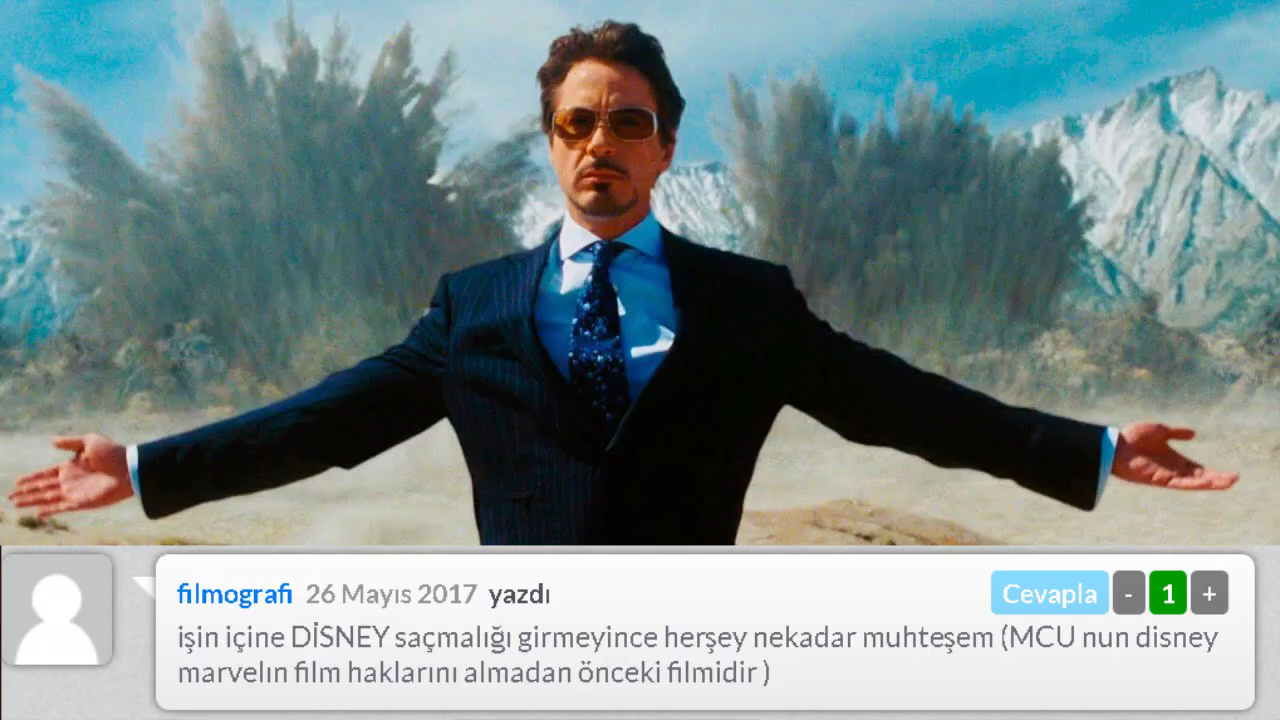 filmografi 26 Mayıs 2017 yazdı Cevapla - 1 +
işin içine DİSNEY saçmalığı girmeyince herşey nekadar muhteşem (MCU nun disney
marvelın film haklarını almadan önceki filmidir )